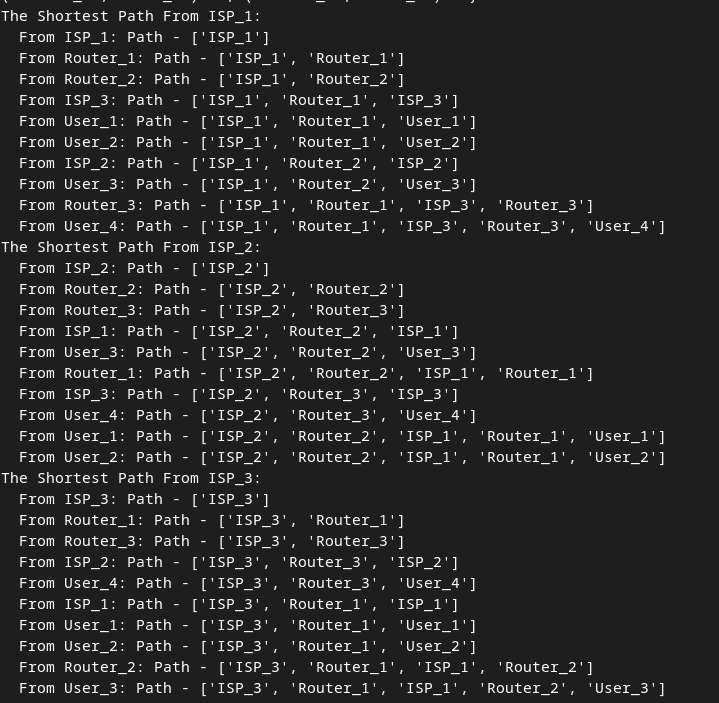 The Shortest Path From ISP_1:
  From ISP_1: Path - ['ISP_1']
  From Router_1: Path - ['ISP_1', 'Router_1']
  From Router_2: Path - ['ISP_1', 'Router_2']
  From ISP_3: Path - ['ISP_1', 'Router_1', 'ISP_3']
  From User_1: Path - ['ISP_1', 'Router_1', 'User_1']
  From User_2: Path - ['ISP_1', 'Router_1', 'User_2']
  From ISP_2: Path - ['ISP_1', 'Router_2', 'ISP_2']
  From User_3: Path - ['ISP_1', 'Router_2', 'User_3']
  From Router_3: Path - ['ISP_1', 'Router_1', 'ISP_3', 'Router_3']
  From User_4: Path - ['ISP_1', 'Router_1', 'ISP_3', 'Router_3', 'User_4']
The Shortest Path From ISP_2:
  From ISP_2: Path - ['ISP_2']
  From Router_2: Path - ['ISP_2', 'Router_2']
  From Router_3: Path - ['ISP_2', 'Router_3']
  From ISP_1: Path - ['ISP_2', 'Router_2', 'ISP_1']
  From User_3: Path - ['ISP_2', 'Router_2', 'User_3']
  From Router_1: Path - ['ISP_2', 'Router_2', 'ISP_1', 'Router_1']
  From ISP_3: Path - ['ISP_2', 'Router_3', 'ISP_3']
  From User_4: Path - ['ISP_2', 'Router_3', 'User_4']
  From User_1: Path - ['ISP_2', 'Router_2', 'ISP_1', 'Router_1', 'User_1']
  From User_2: Path - ['ISP_2', 'Router_2', 'ISP_1', 'Router_1', 'User_2']
The Shortest Path From ISP_3:
  From ISP_3: Path - ['ISP_3']
  From Router_1: Path - ['ISP_3', 'Router_1']
  From Router_3: Path - ['ISP_3', 'Router_3']
  From ISP_2: Path - ['ISP_3', 'Router_3', 'ISP_2']
  From User_4: Path - ['ISP_3', 'Router_3', 'User_4']
  From ISP_1: Path - ['ISP_3', 'Router_1', 'ISP_1']
  From User_1: Path - ['ISP_3', 'Router_1', 'User_1']
  From User_2: Path - ['ISP_3', 'Router_1', 'User_2']
  From Router_2: Path - ['ISP_3', 'Router_1', 'ISP_1', 'Router_2']
  From User_3: Path - ['ISP_3', 'Router_1', 'ISP_1', 'Router_2', 'User_3']